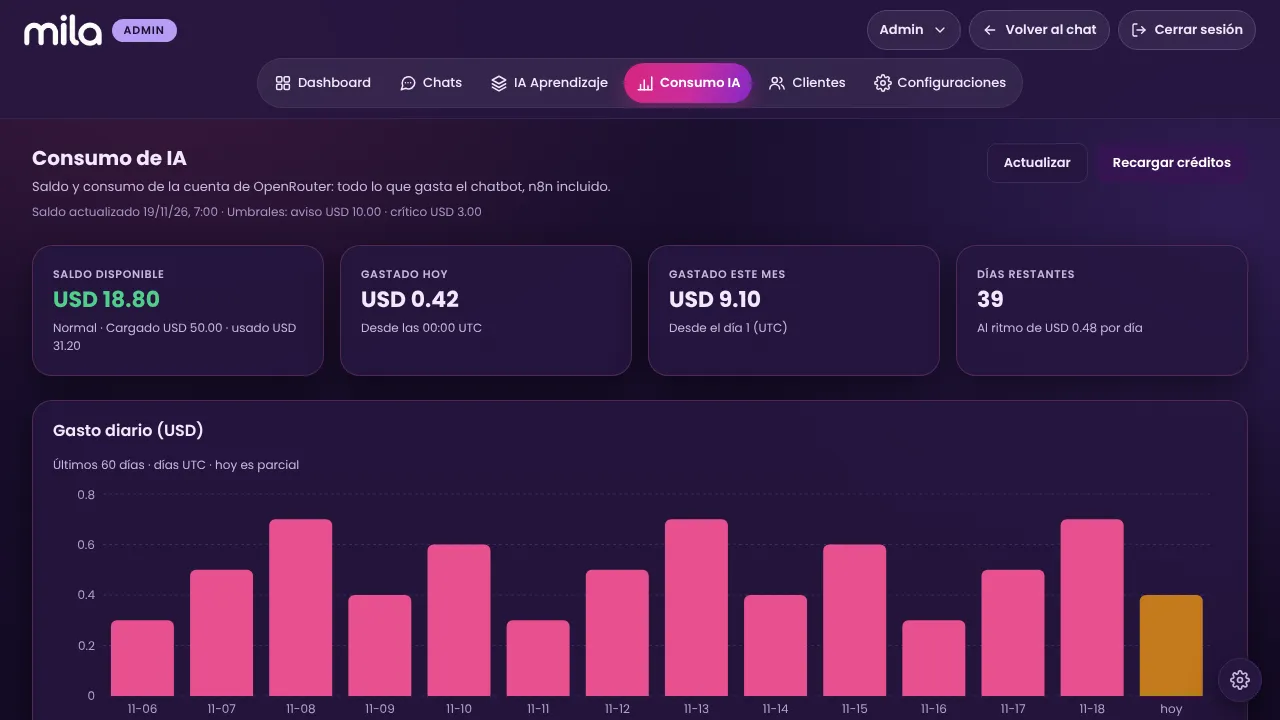 mila ADMIN
Admin
Volver al chat
Cerrar sesión
Dashboard
Chats
IA Aprendizaje
Consumo IA
Clientes
Configuraciones
Consumo de IA
Saldo y consumo de la cuenta de OpenRouter: todo lo que gasta el chatbot, n8n incluido.
Saldo actualizado 19/11/26, 7:00 · Umbrales: aviso USD 10.00 · crítico USD 3.00
Actualizar
Recargar créditos
SALDO DISPONIBLE
USD 18.80
Normal · Cargado USD 50.00 · usado USD
31.20
GASTADO HOY
USD 0.42
Desde las 00:00 UTC
GASTADO ESTE MES
USD 9.10
Desde el día 1 (UTC)
DÍAS RESTANTES
39
Al ritmo de USD 0.48 por día
Gasto diario (USD)
Últimos 60 días · días UTC · hoy es parcial
0.8
0.6
0.4
0.2
0
11-06 11-07 11-08 11-09 11-10 11-11 11-12 11-13 11-14 11-15 11-16 11-17 11-18 hoy